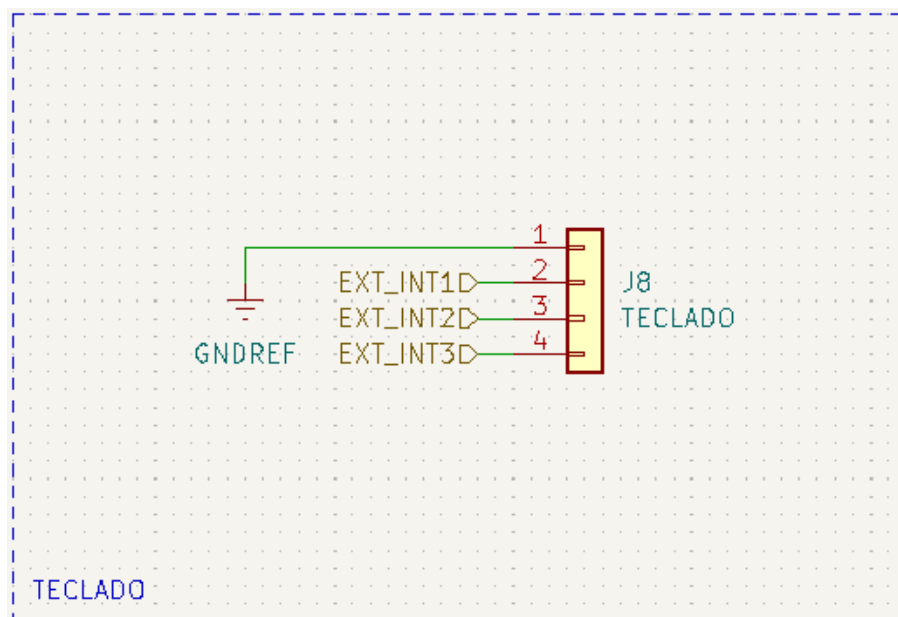 1
EXT_INT1 2 J8
EXT_INT2 3 TECLADO
GNDREF EXT_INT3 4
TECLADO